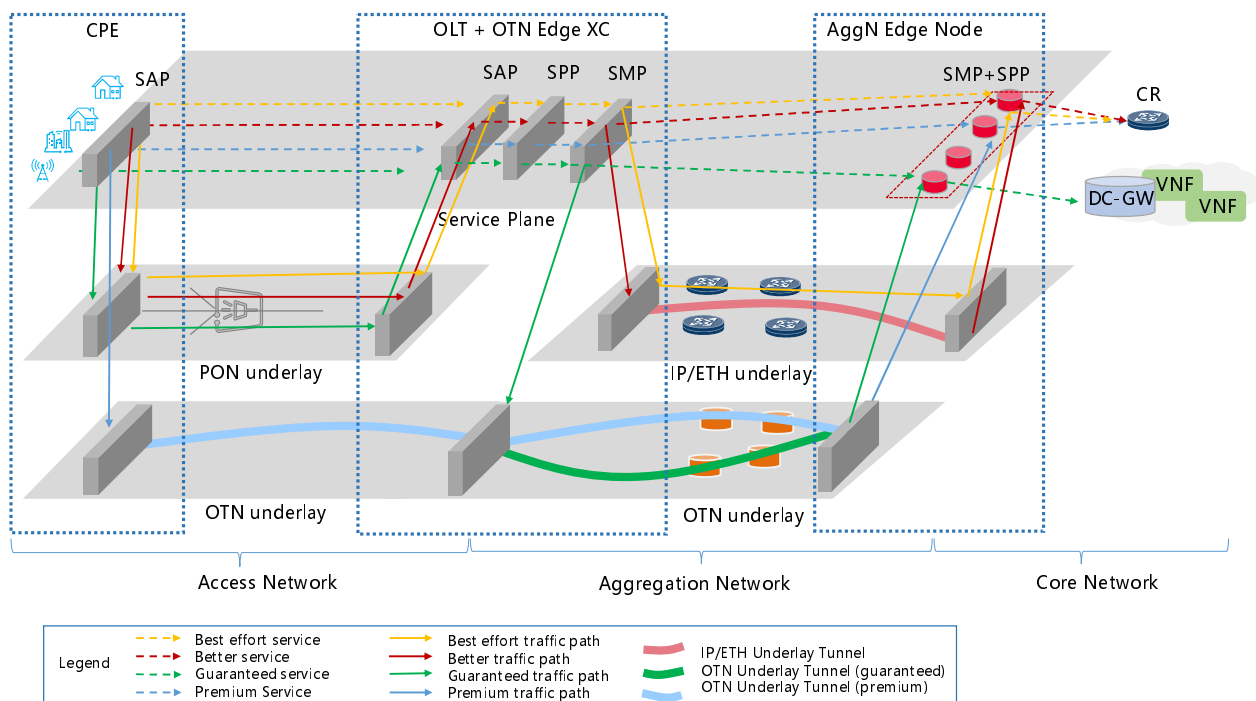 CPE
OLT + OTN Edge XC
AggN Edge Node
SAP
SAP
SPP
SMP
SMP+SPP
CR
Service Plane
DC-GW
VNF
VNF
PON underlay
IP/ETH underlay
OTN underlay
OTN underlay
Access Network
Aggregation Network
Core Network
Legend
Best effort service
Better service
Guaranteed service
Premium Service
Best effort traffic path
Better traffic path
Guaranteed traffic path
Premium traffic path
IP/ETH Underlay Tunnel
OTN Underlay Tunnel (guaranteed)
OTN Underlay Tunnel (premium)